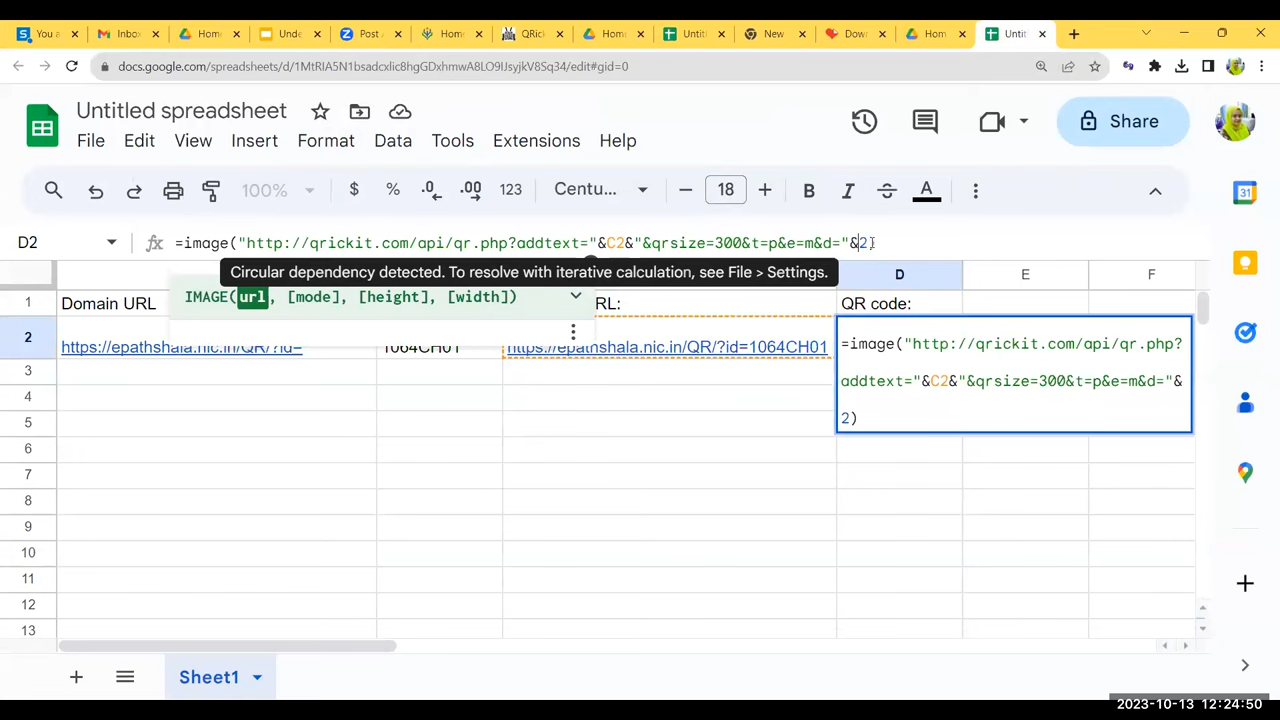 You a
Inbox
Home
Unde
Post
Home
QRick
Home
Untit
New
Dow
Home
Untit
docs.google.com/spreadsheets/d/1MtRIA5N1bsadcxlic8hgGDxhmwA8LO9IJsyjkV8Sq34/edit#gid=0
Untitled spreadsheet
File Edit View Insert Format Data Tools Extensions Help
Share
100% $ % .0 .00 123 Centu... 18 B I S A
D2 fx =image("http://qrickit.com/api/qr.php?addtext="&C2&"&qrsize=300&t=p&e=m&d="&2)
Circular dependency detected. To resolve with iterative calculation, see File > Settings.
IMAGE(url, [mode], [height], [width])
D E F
1 Domain URL RL: QR code:
2 https://epathshala.nic.in/QR/?id= 1064CH01 https://epathshala.nic.in/QR/?id=1064CH01
=image("http://qrickit.com/api/qr.php?
addtext="&C2&"&qrsize=300&t=p&e=m&d="&
2)
3
4
5
6
7
8
9
10
11
12
13
Sheet1
31
2023-10-13 12:24:50